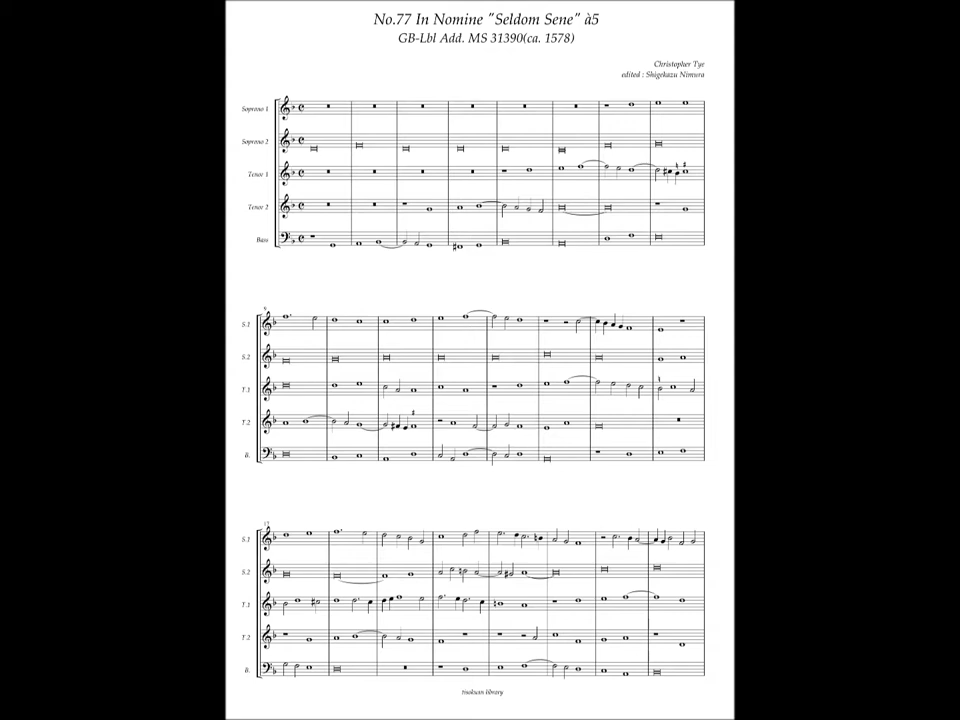 No.77 In Nomine "Seldom Sene" à5
GB-Lbl Add. MS 31390(ca. 1578)
Christopher Tye
edited : Shigekazu Nimura
Soprano 1
Soprano 2
Tenor 1
Tenor 2
Bass
9
S.1
S.2
T.1
T.2
B.
17
S.1
S.2
T.1
T.2
B.
tsukuan library